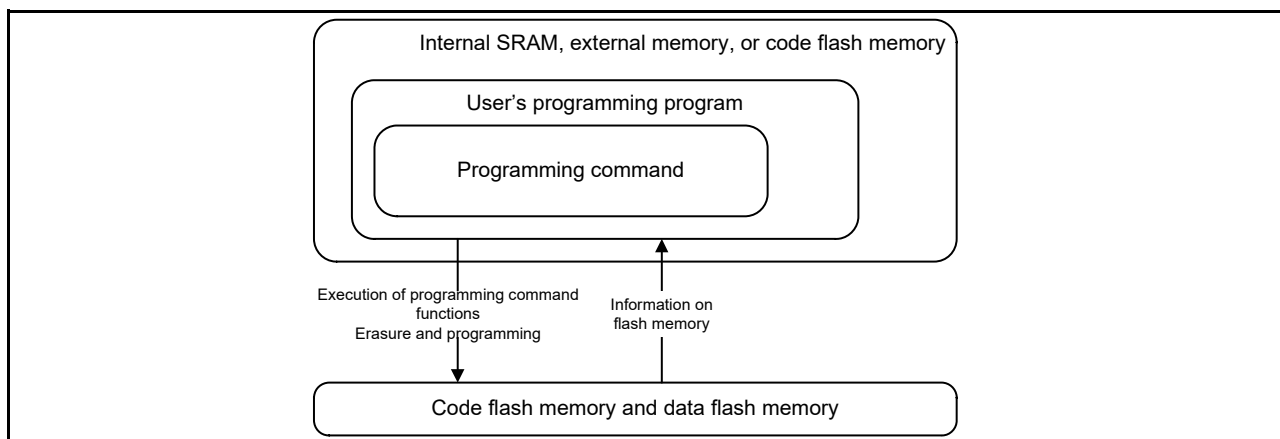 Internal SRAM, external memory, or code flash memory
User's programming program
Programming command
Execution of programming command
functions
Erasure and programming
Information on
flash memory
Code flash memory and data flash memory